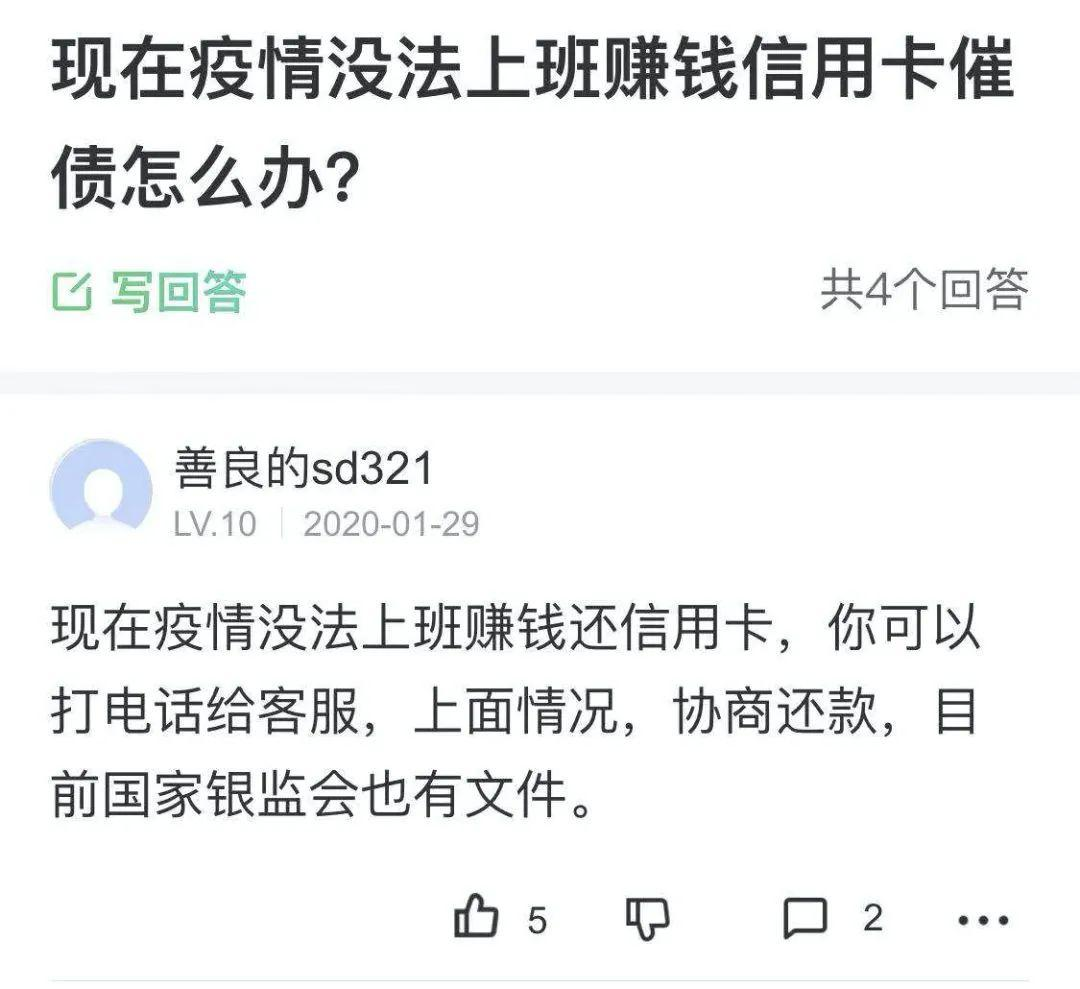 现在疫情没法上班赚钱信用卡催
债怎么办?
写回答
共4个回答
善良的sd321
LV.10 | 2020-01-29
现在疫情没法上班赚钱还信用卡，你可以
打电话给客服，上面情况，协商还款，目
前国家银监会也有文件。
5
2